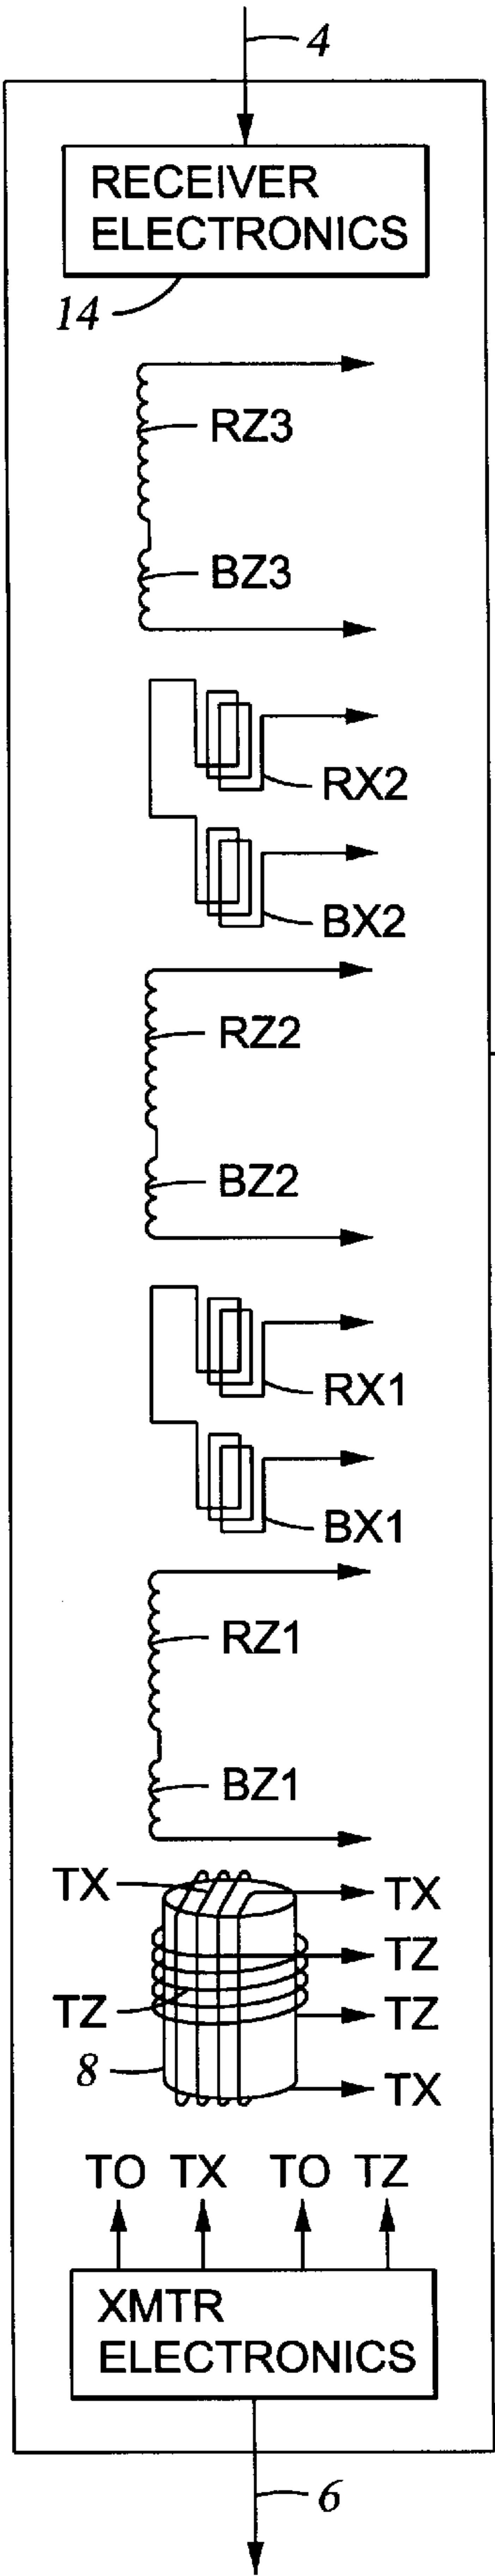 4
RECEIVER
ELECTRONICS
14
RZ3
BZ3
RX2
BX2
RZ2
BZ2
RX1
BX1
RZ1
BZ1
TX TX
TZ
TZ TZ
8
TX
TO TX TO TZ
XMTR
ELECTRONICS
6